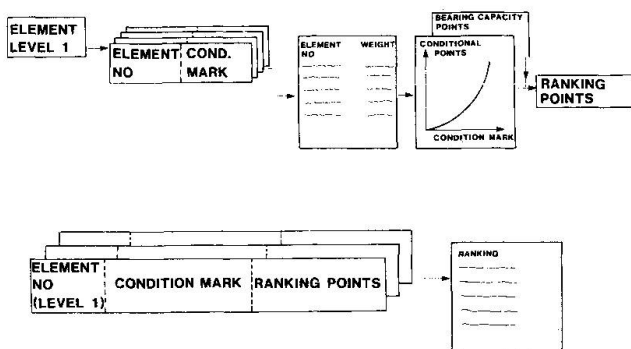 ELEMENT
LEVEL 1
ELEMENT
NO
COND.
MARK
ELEMENT
NO
WEIGHT
BEARING CAPACITY
POINTS
CONDITIONAL
POINTS
CONDITION MARK
RANKING
POINTS
ELEMENT
NO
(LEVEL 1)
CONDITION MARK
RANKING POINTS
RANKING